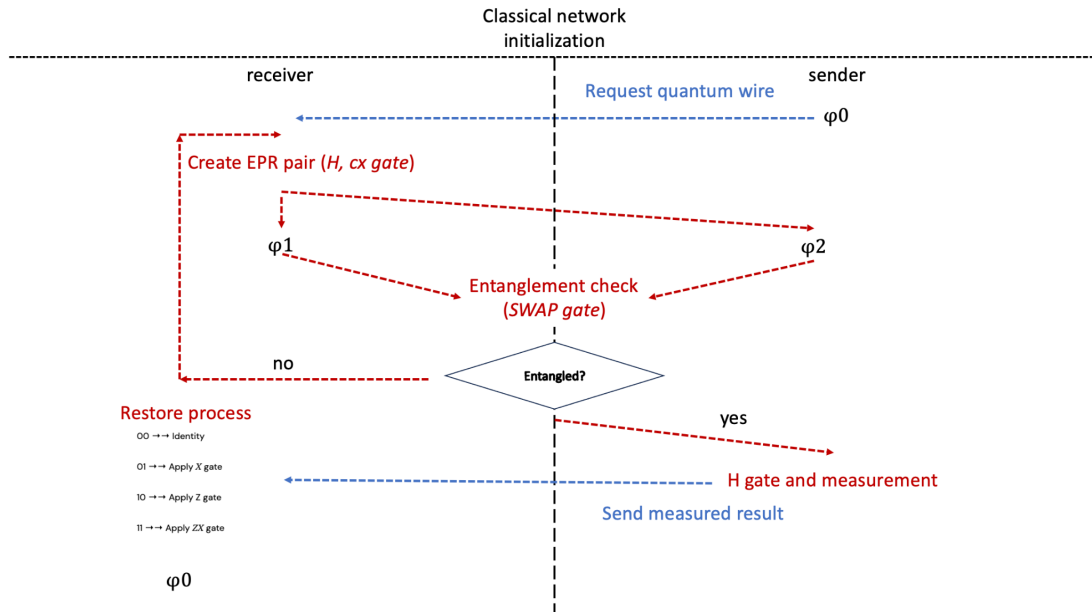 Classical network
initialization
receiver
sender
Request quantum wire
φ0
Create EPR pair (H, cx gate)
φ1
φ2
Entanglement check
(SWAP gate)
Entangled?
no
yes
Restore process
00 →→ Identity
01 →→ Apply X gate
10 →→ Apply Z gate
11 →→ Apply ZX gate
H gate and measurement
Send measured result
φ0